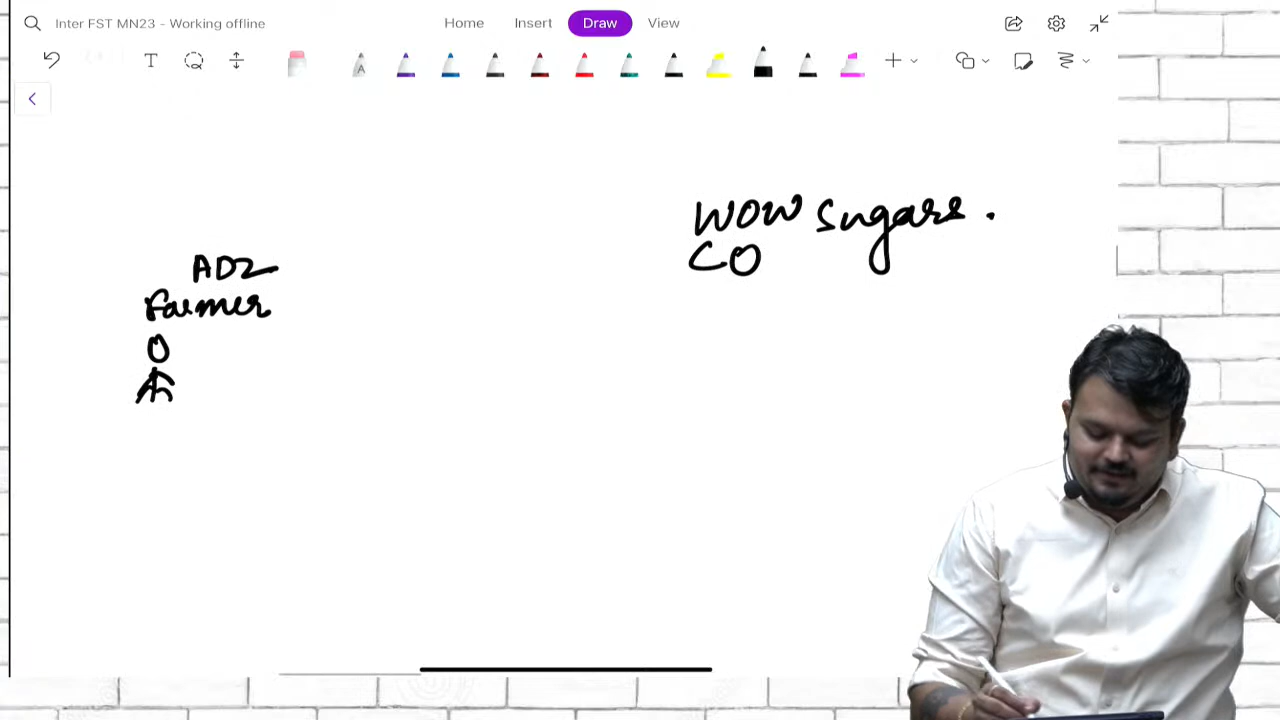 Inter FST MN23 - Working offline
Home Insert Draw View
T
A
WOW Sugars.
CO
ADZ
Farmer